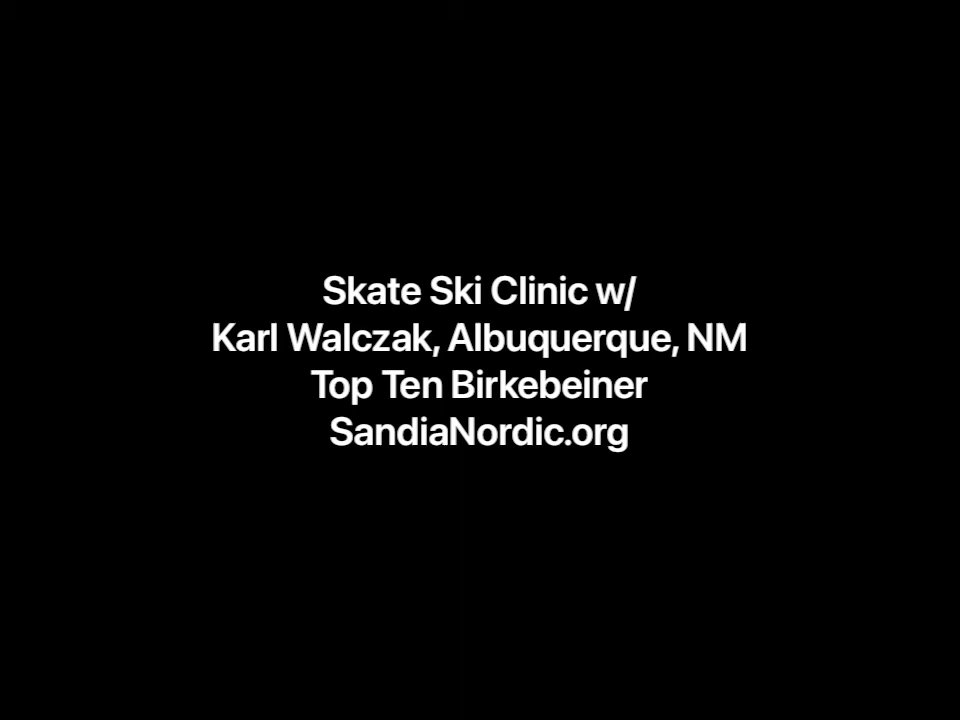 Skate Ski Clinic w/
Karl Walczak, Albuquerque, NM
Top Ten Birkebeiner
SandiaNordic.org